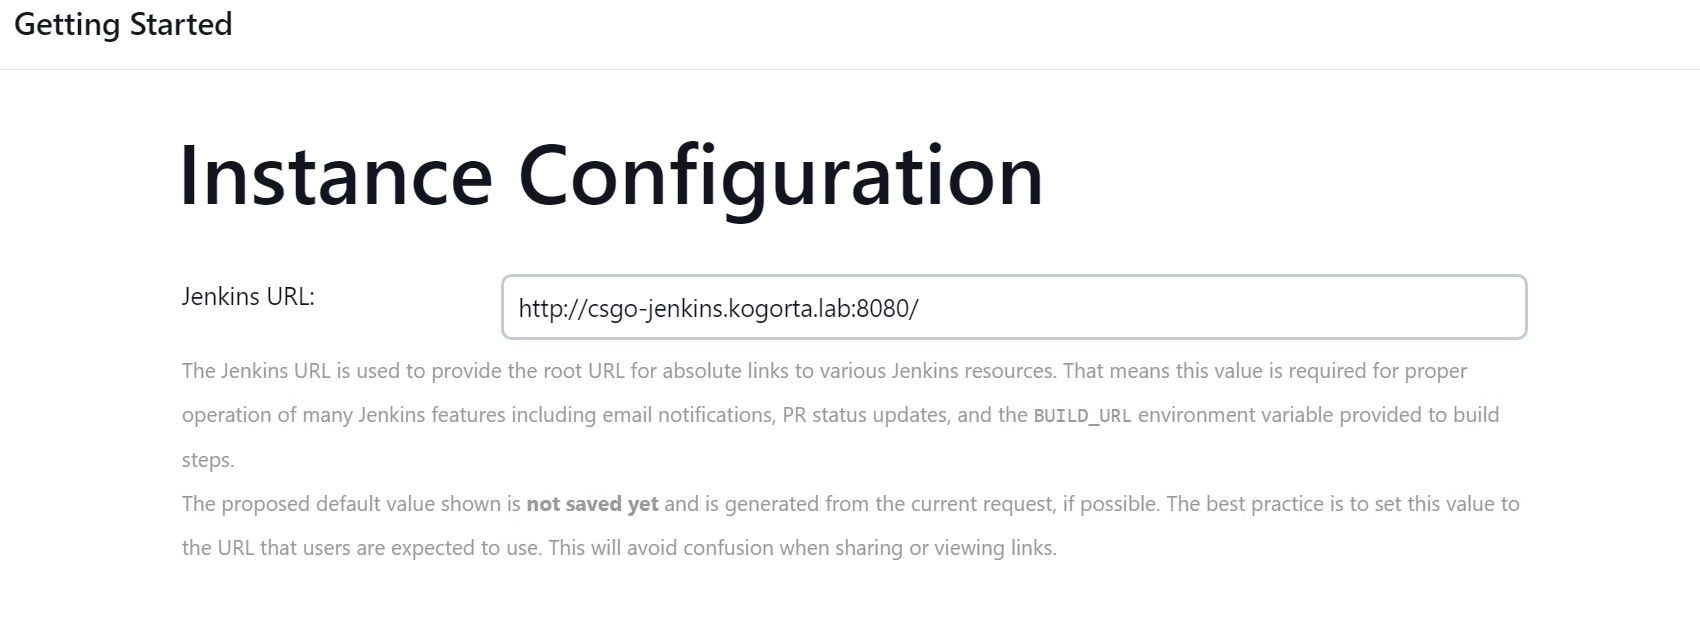 Getting Started
Instance Configuration
Jenkins URL:
http://csgo-jenkins.kogorta.lab:8080/
The Jenkins URL is used to provide the root URL for absolute links to various Jenkins resources. That means this value is required for proper
operation of many Jenkins features including email notifications, PR status updates, and the BUILD_URL environment variable provided to build
steps.
The proposed default value shown is not saved yet and is generated from the current request, if possible. The best practice is to set this value to
the URL that users are expected to use. This will avoid confusion when sharing or viewing links.